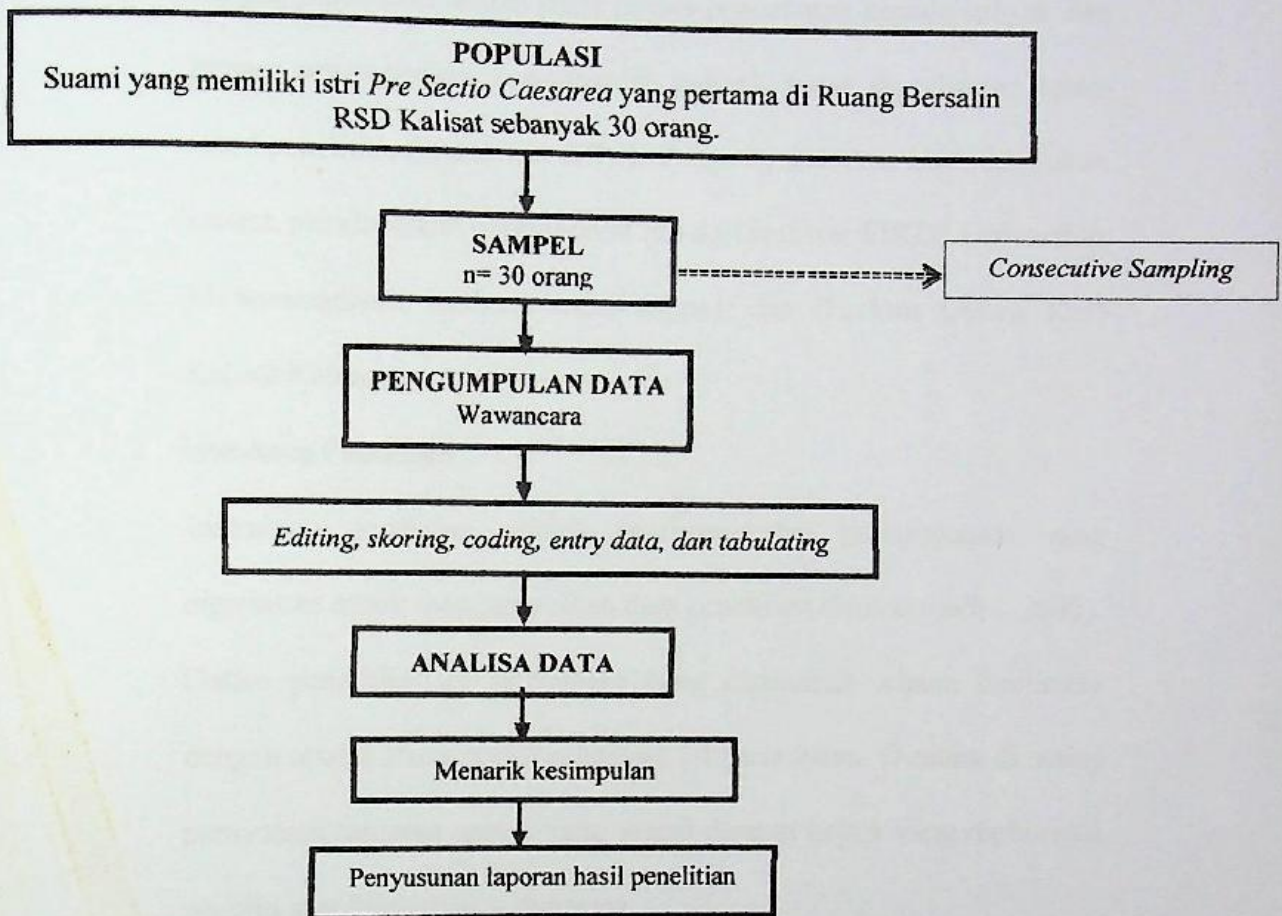 POPULASI
Suami yang memiliki istri Pre Sectio Caesarea yang pertama di Ruang Bersalin
RSD Kalisat sebanyak 30 orang.
SAMPEL
n= 30 orang
Consecutive Sampling
PENGUMPULAN DATA
Wawancara
Editing, skoring, coding, entry data, dan tabulating
ANALISA DATA
Menarik kesimpulan
Penyusunan laporan hasil penelitian